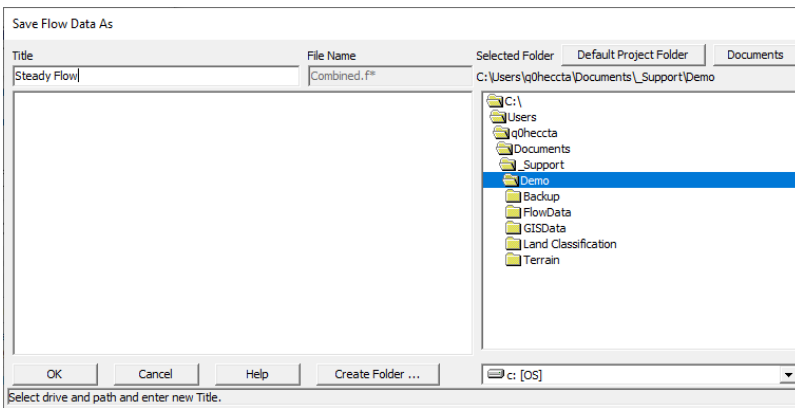 Save Flow Data As
Title
File Name
Selected Folder
Default Project Folder
Documents
Steady Flow
Combined.f*
C:\Users\q0heccta\Documents\_Support\Demo
C:\
Users
q0heccta
Documents
_Support
Demo
Backup
FlowData
GISData
Land Classification
Terrain
OK
Cancel
Help
Create Folder ...
c: [OS]
Select drive and path and enter new Title.